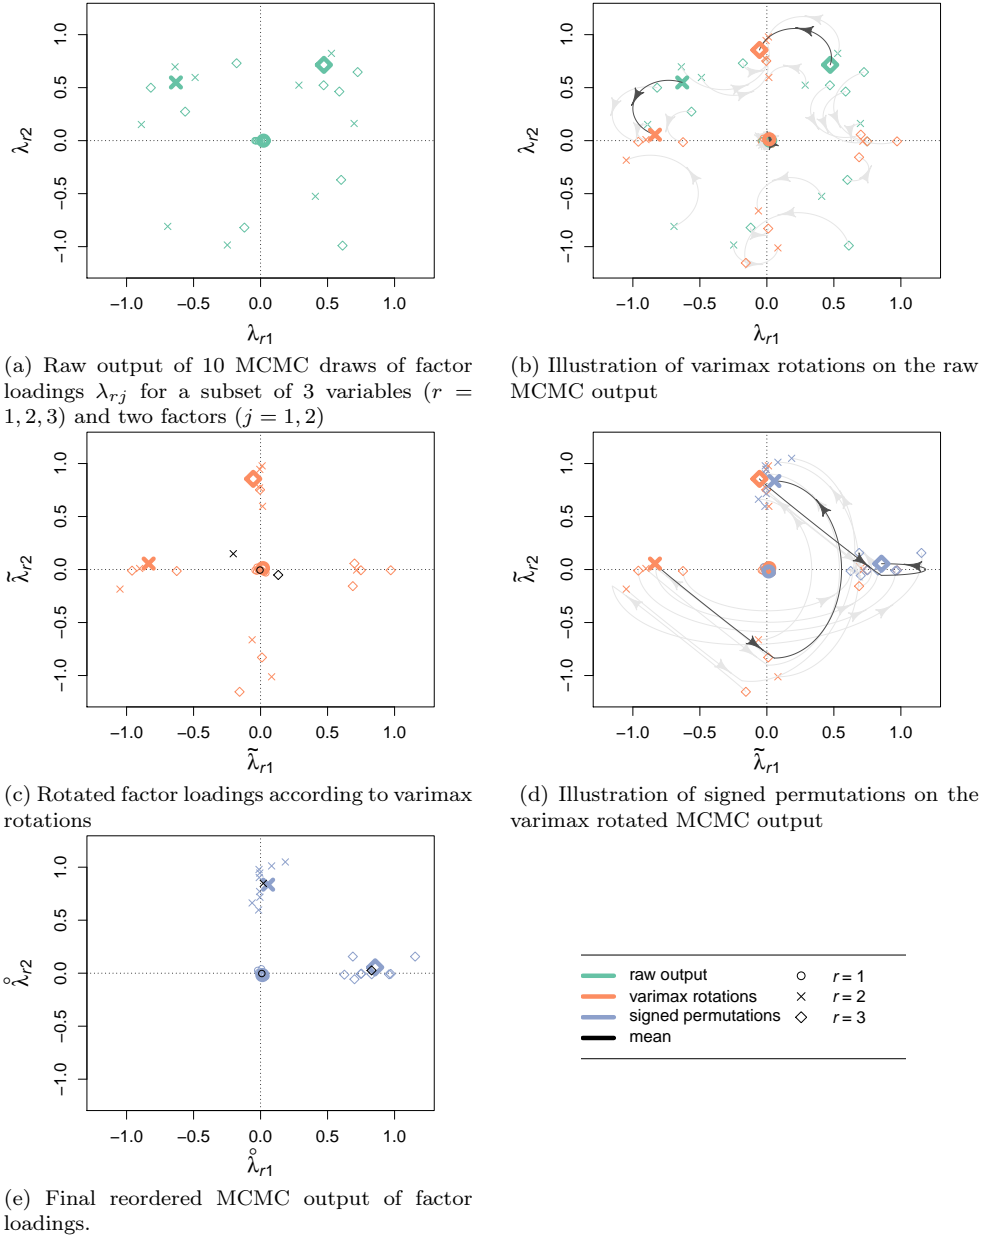 1.0
0.5
0.0
−0.5
−1.0
λr2
−1.0 −0.5 0.0 0.5 1.0
λr1
(a) Raw output of 10 MCMC draws of factor
loadings λrj for a subset of 3 variables (r =
1, 2, 3) and two factors (j = 1, 2)
1.0
0.5
0.0
−0.5
−1.0
λr2
−1.0 −0.5 0.0 0.5 1.0
λr1
(b) Illustration of varimax rotations on the raw
MCMC output
1.0
0.5
0.0
−0.5
−1.0
λ̃r2
−1.0 −0.5 0.0 0.5 1.0
λ̃r1
(c) Rotated factor loadings according to varimax
rotations
1.0
0.5
0.0
−0.5
−1.0
λ̃r2
−1.0 −0.5 0.0 0.5 1.0
λ̃r1
(d) Illustration of signed permutations on the
varimax rotated MCMC output
1.0
0.5
0.0
−0.5
−1.0
λ̊r2
−1.0 −0.5 0.0 0.5 1.0
λ̊r1
(e) Final reordered MCMC output of factor
loadings.
raw output r = 1
varimax rotations r = 2
signed permutations r = 3
mean